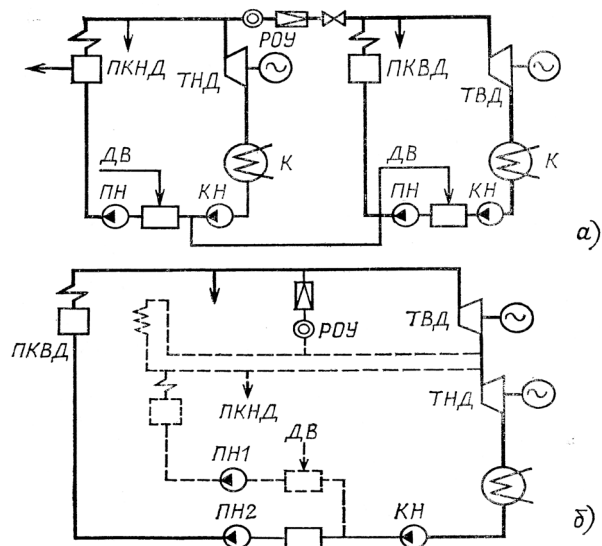 РОУ
ПКНД
ТНД
ПКВД
ТВД
ДВ
К
ДВ
К
ПН
КН
ПН
КН
а)
ПКВД
РОУ
ТВД
ПКНД
ТНД
ДВ
ПН1
ПН2
КН
б)